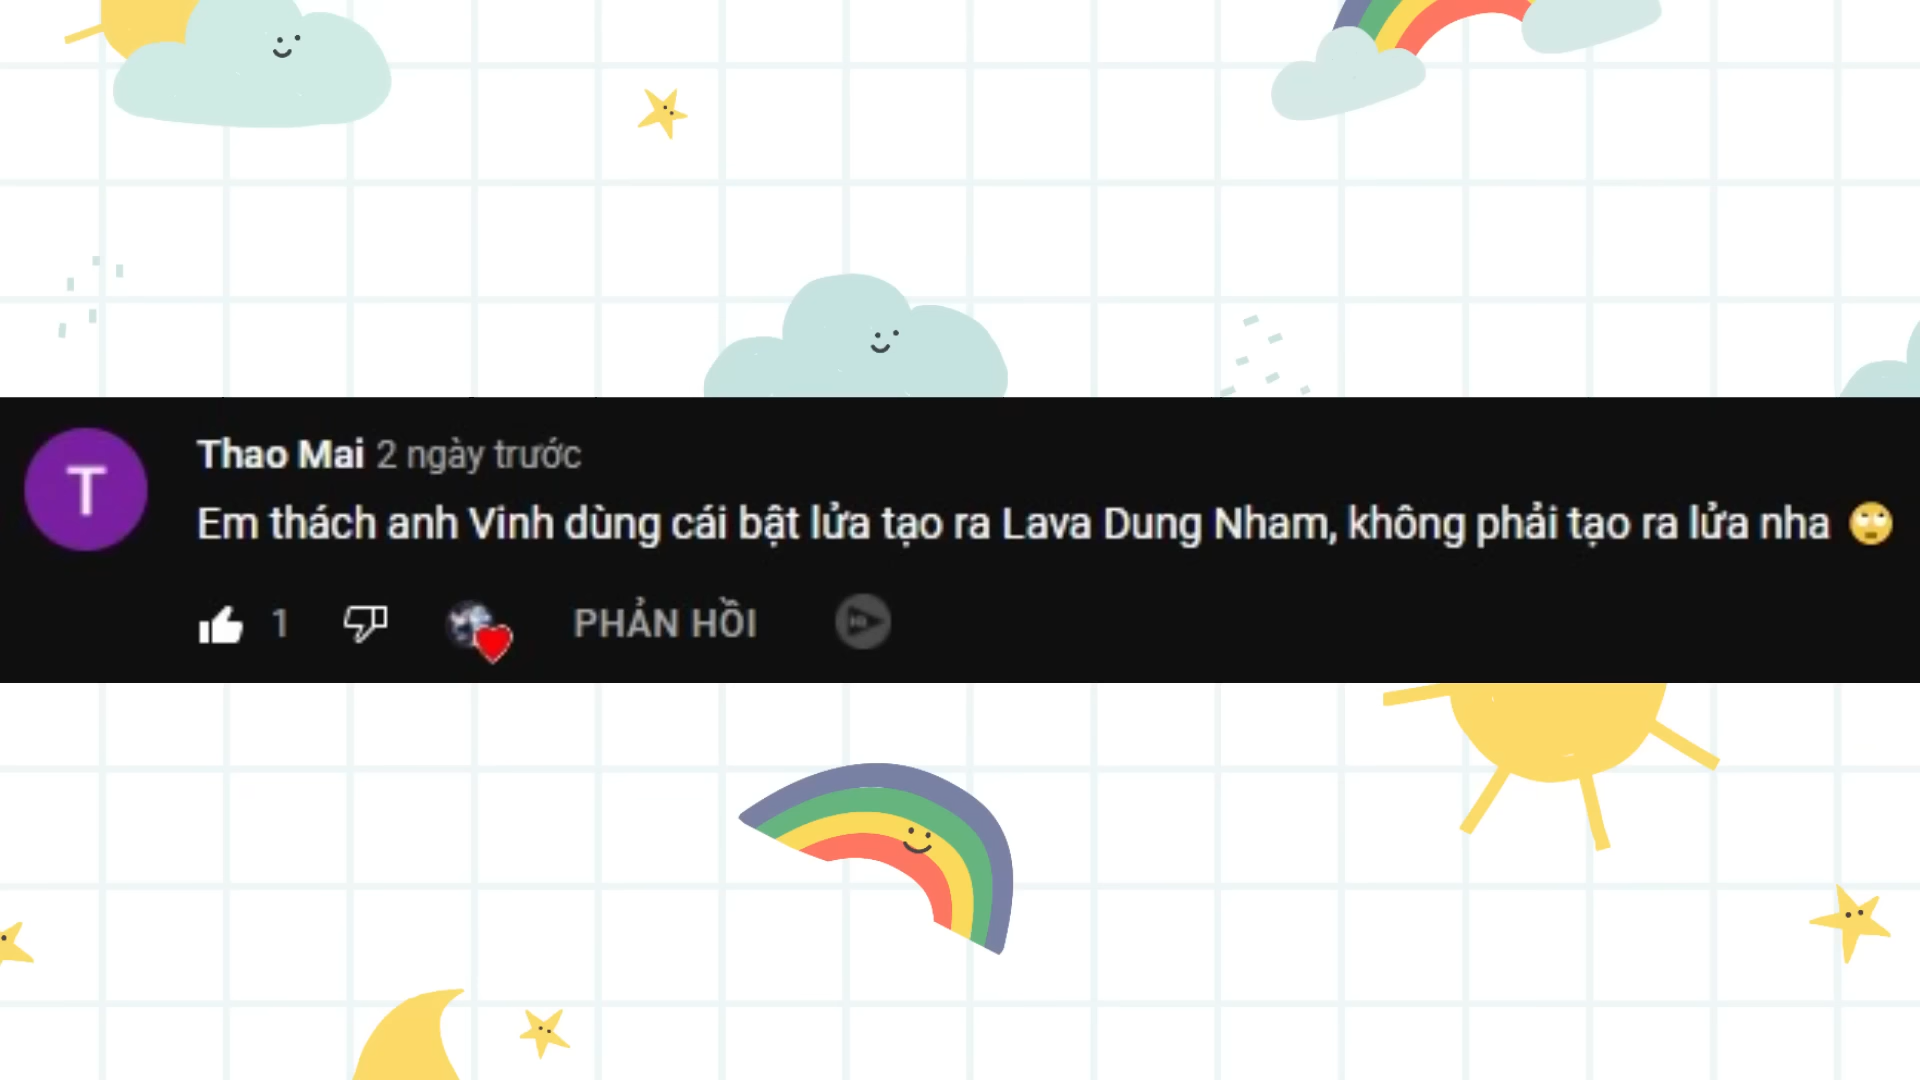 T
Thao Mai 2 ngày trước
Em thách anh Vinh dùng cái bật lửa tạo ra Lava Dung Nham, không phải tạo ra lửa nha 🙄
1 PHẢN HỒI